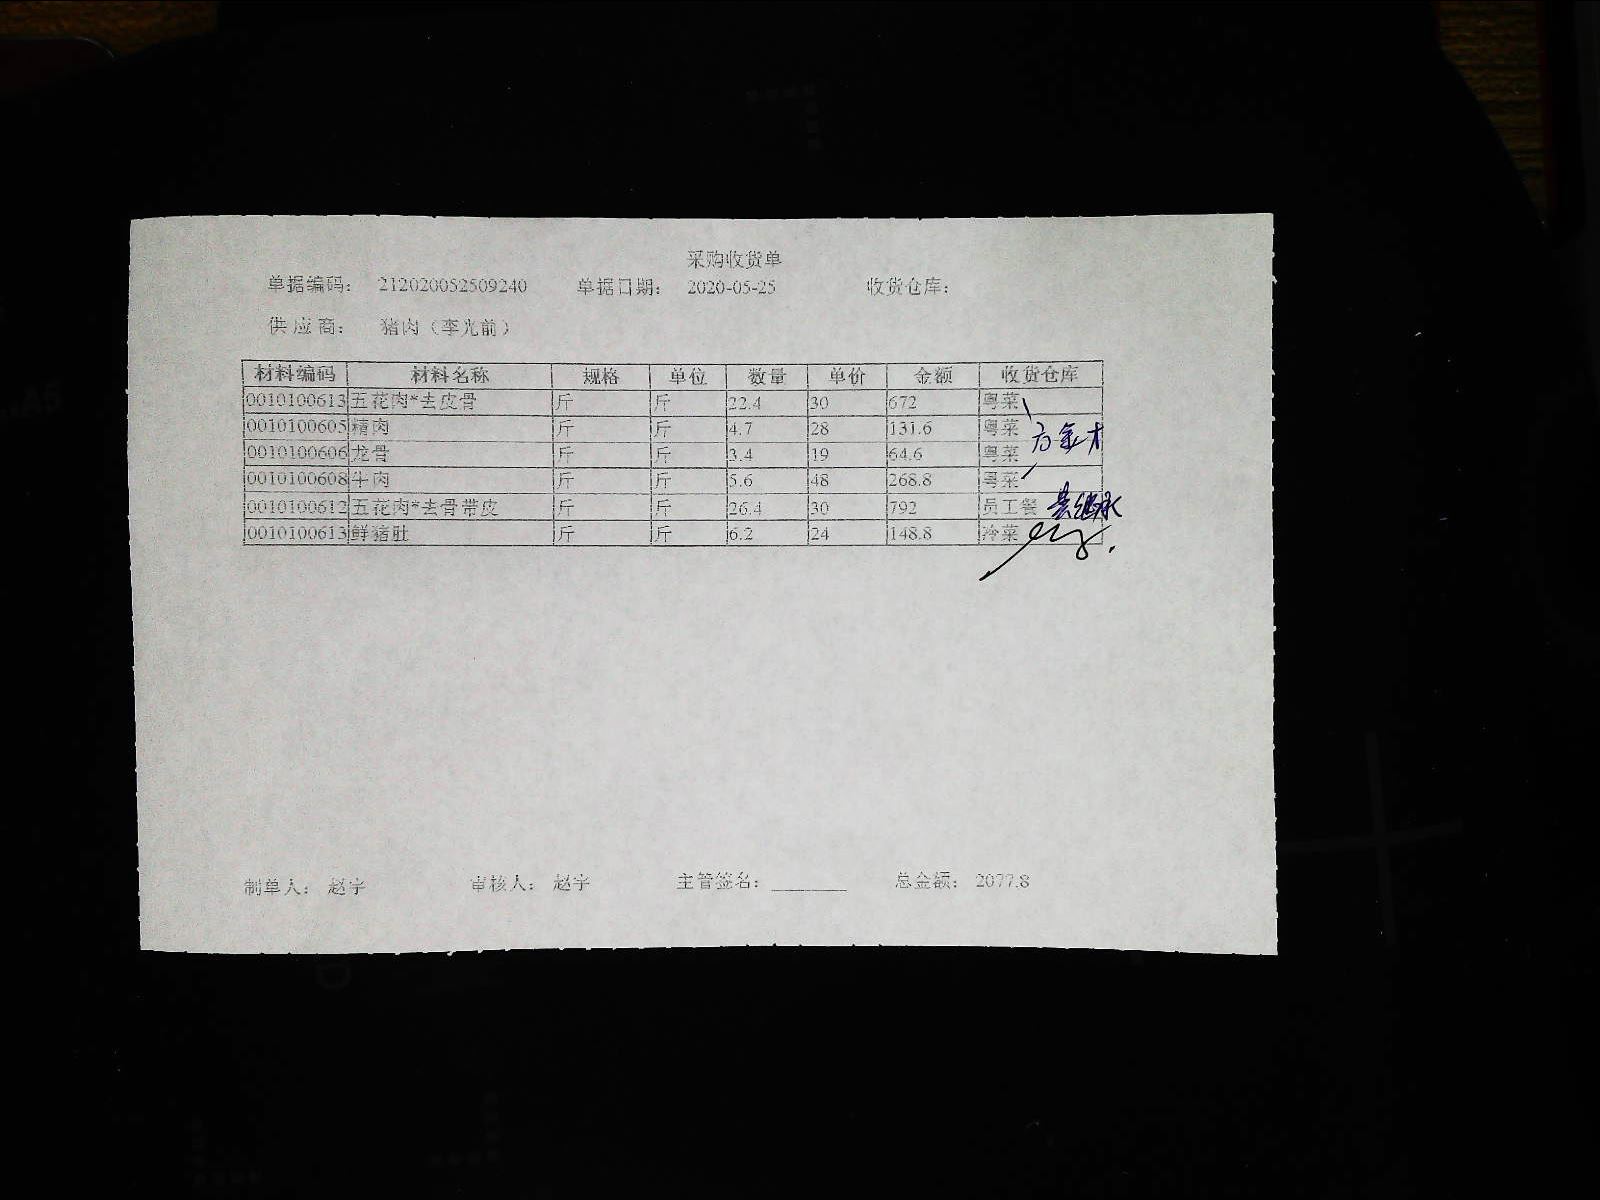 采购收货单
单据编码： 212020052509240 单据日期： 2020-05-25 收货仓库：
供应商： 猪肉（李光前）
材料编码 材料名称 规格 单位 数量 单价 金额 收货仓库
0010100613 五花肉*去皮骨 斤 斤 22.4 30 672 粤菜
0010100605 精肉 斤 斤 4.7 28 131.6 粤菜
0010100606 龙骨 斤 斤 3.4 19 64.6 粤菜
0010100608 牛肉 斤 斤 5.6 48 268.8 粤菜
0010100612 五花肉*去骨带皮 斤 斤 26.4 30 792 员工餐
0010100613 鲜猪肚 斤 斤 6.2 24 148.8 冷菜
制单人： 赵宇 审核人： 赵宇 主管签名： 总金额： 2077.8